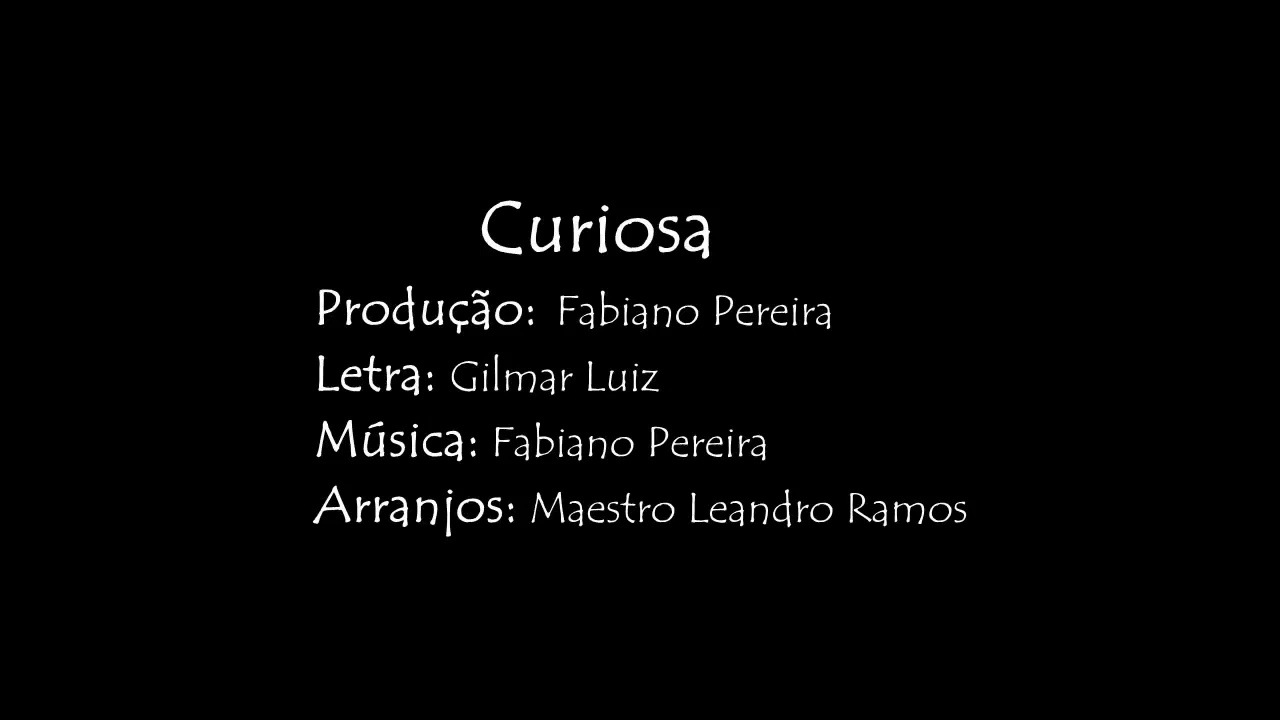 Curiosa
Produção: Fabiano Pereira
Letra: Gilmar Luiz
Música: Fabiano Pereira
Arranjos: Maestro Leandro Ramos